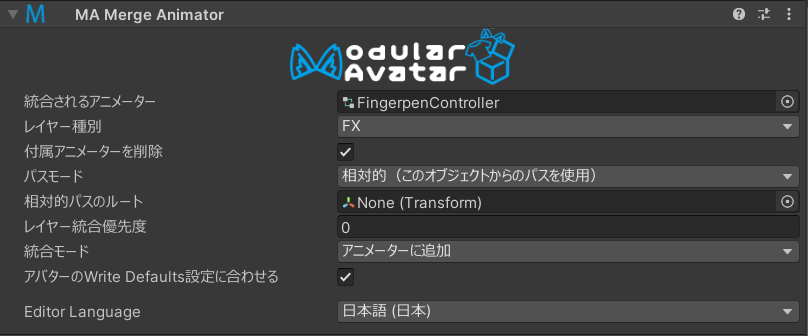 MA Merge Animator
Modular
Avatar
統合されるアニメーター FingerpenController
レイヤー種別 FX
付属アニメーターを削除
パスモード 相対的（このオブジェクトからのパスを使用）
相対的パスのルート None (Transform)
レイヤー統合優先度 0
統合モード アニメーターに追加
アバターのWrite Defaults設定に合わせる
Editor Language 日本語 (日本)